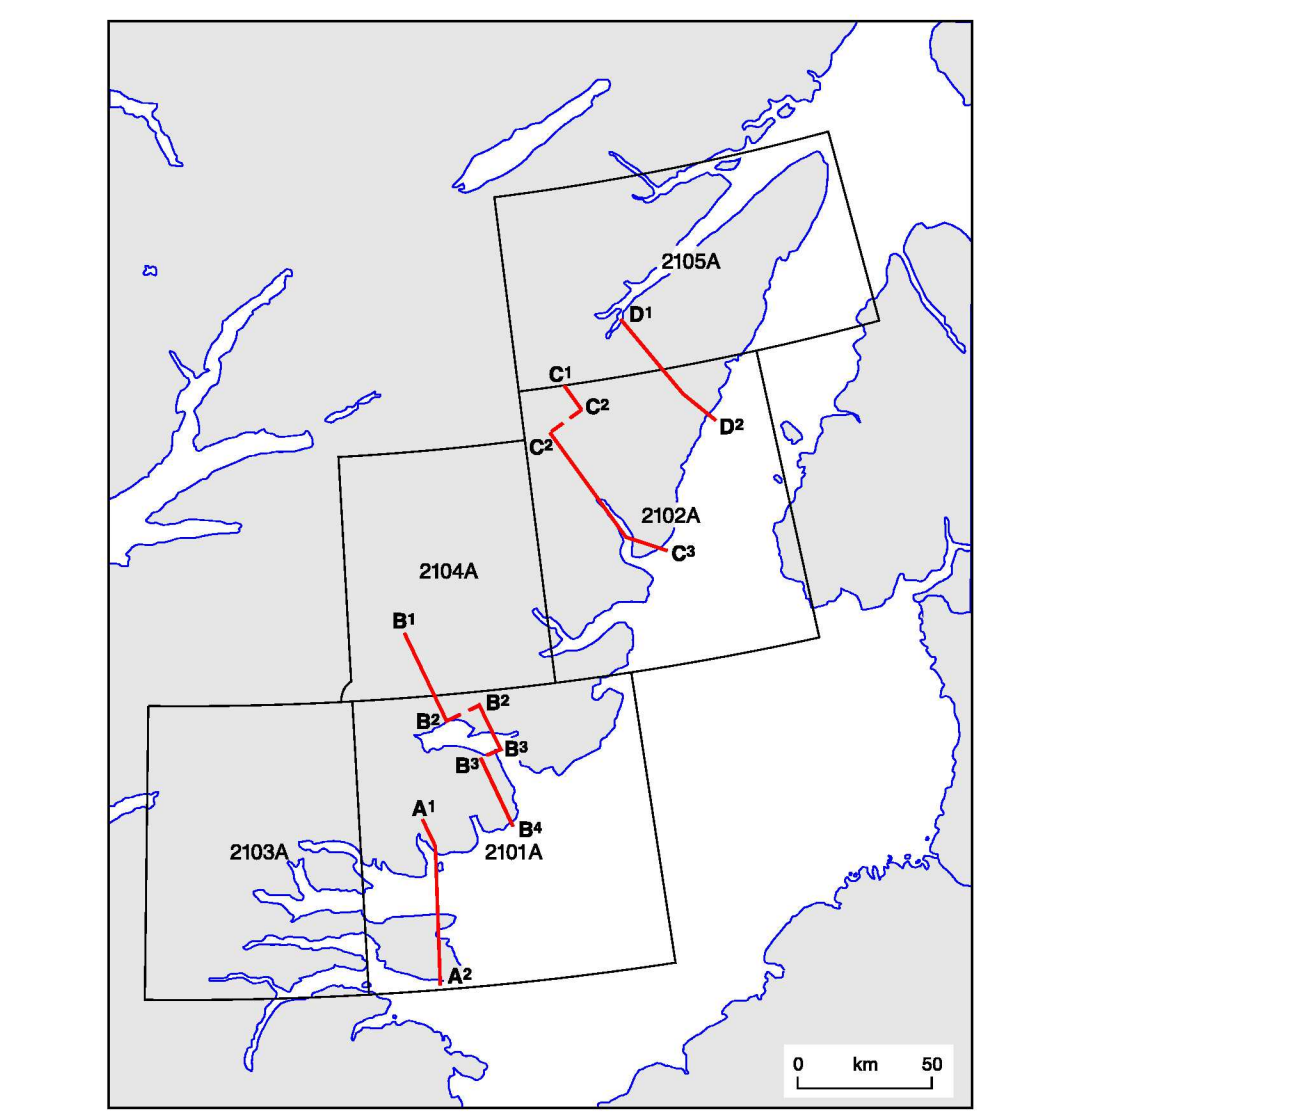 2105A
D¹
C¹
C²
D²
C²
2102A
C³
2104A
B¹
B²
B²
B³
B³
A¹
B⁴
2103A
2101A
A²
0 km 50